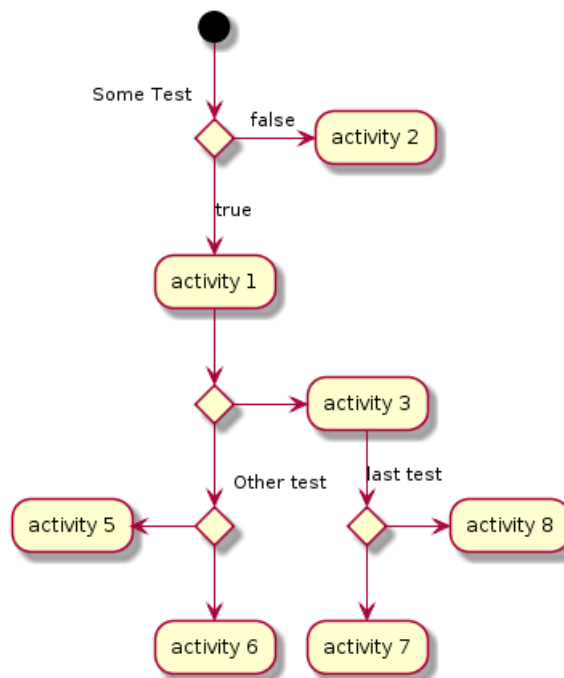 Some Test
false
activity 2
true
activity 1
activity 3
Other test
last test
activity 5
activity 8
activity 6
activity 7